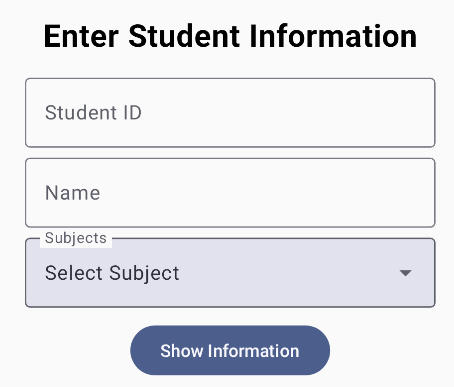 Enter Student Information
Student ID
Name
Subjects
Select Subject
Show Information